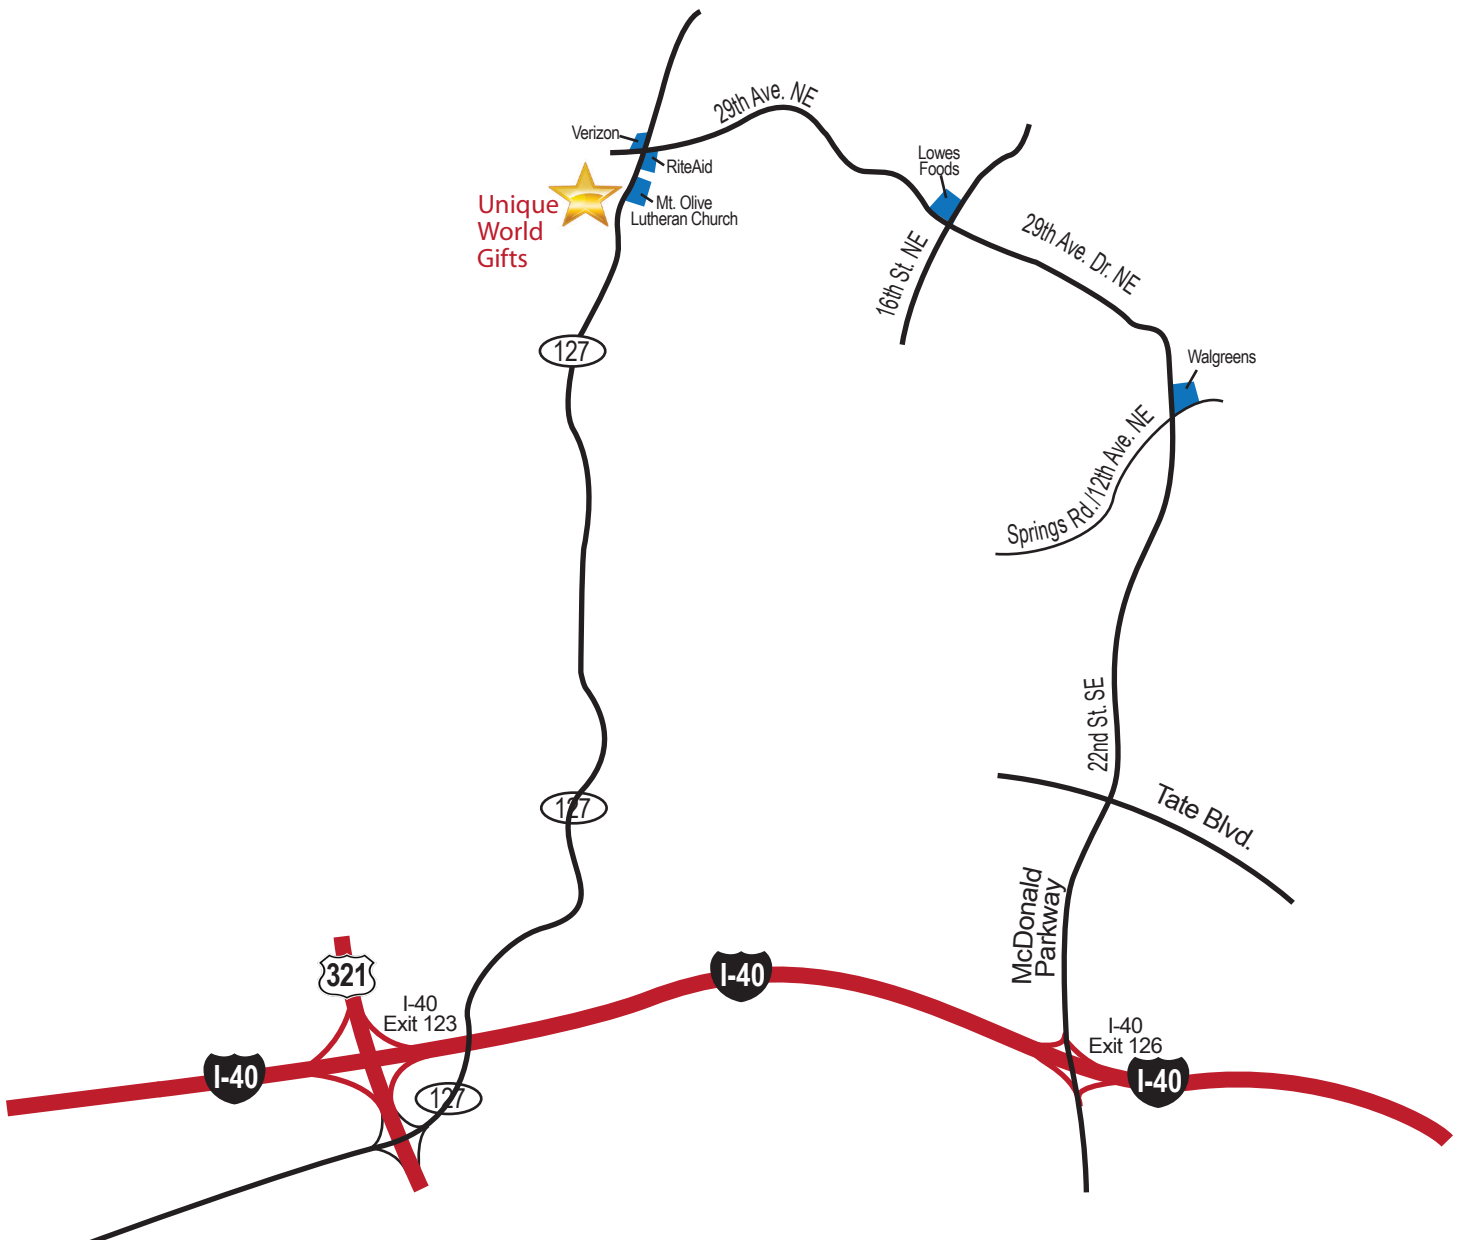 29th Ave. NE
Verizon
RiteAid
Lowes
Foods
Unique
World
Gifts
Mt. Olive
Lutheran Church
16th St. NE
29th Ave. Dr. NE
127
Walgreens
Springs Rd./12th Ave. NE
22nd St. SE
127
Tate Blvd.
McDonald
Parkway
321
I-40
I-40
Exit 123
I-40
Exit 126
I-40
I-40
127